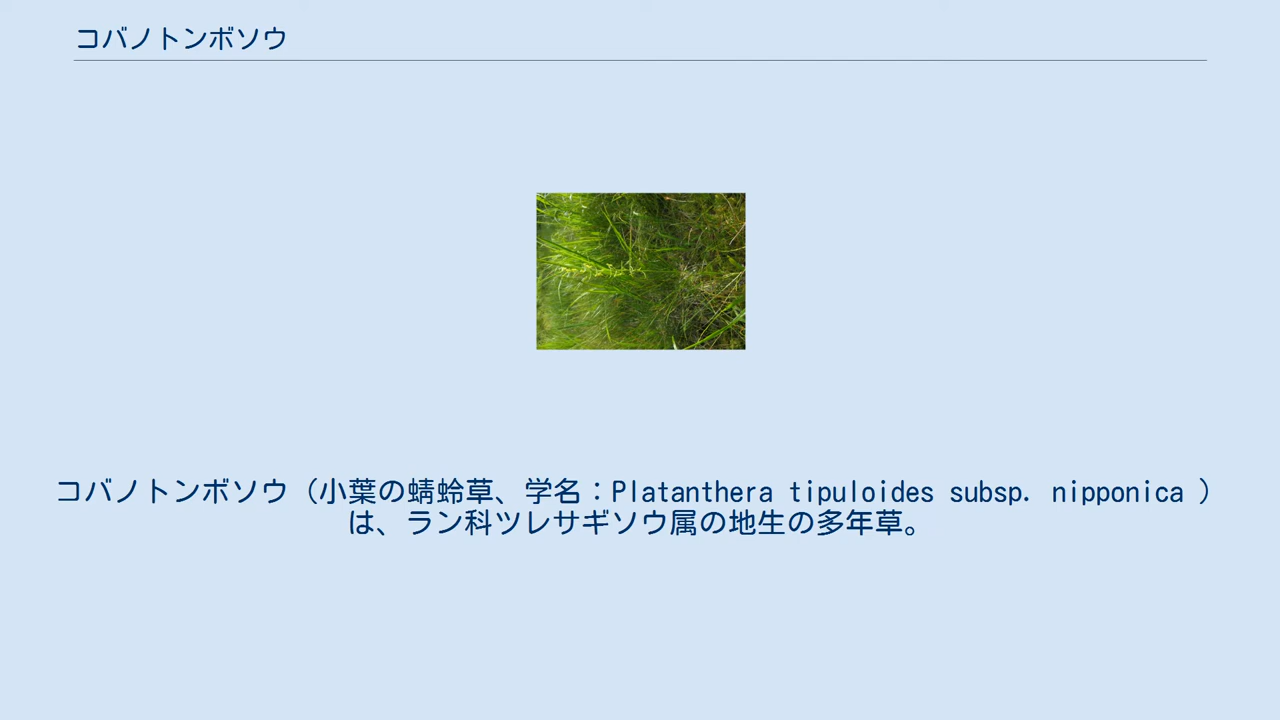 コバノトンボソウ
コバノトンボソウ（小葉の蜻蛉草、学名：Platanthera tipuloides subsp. nipponica ）
は、ラン科ツレサギソウ属の地生の多年草。